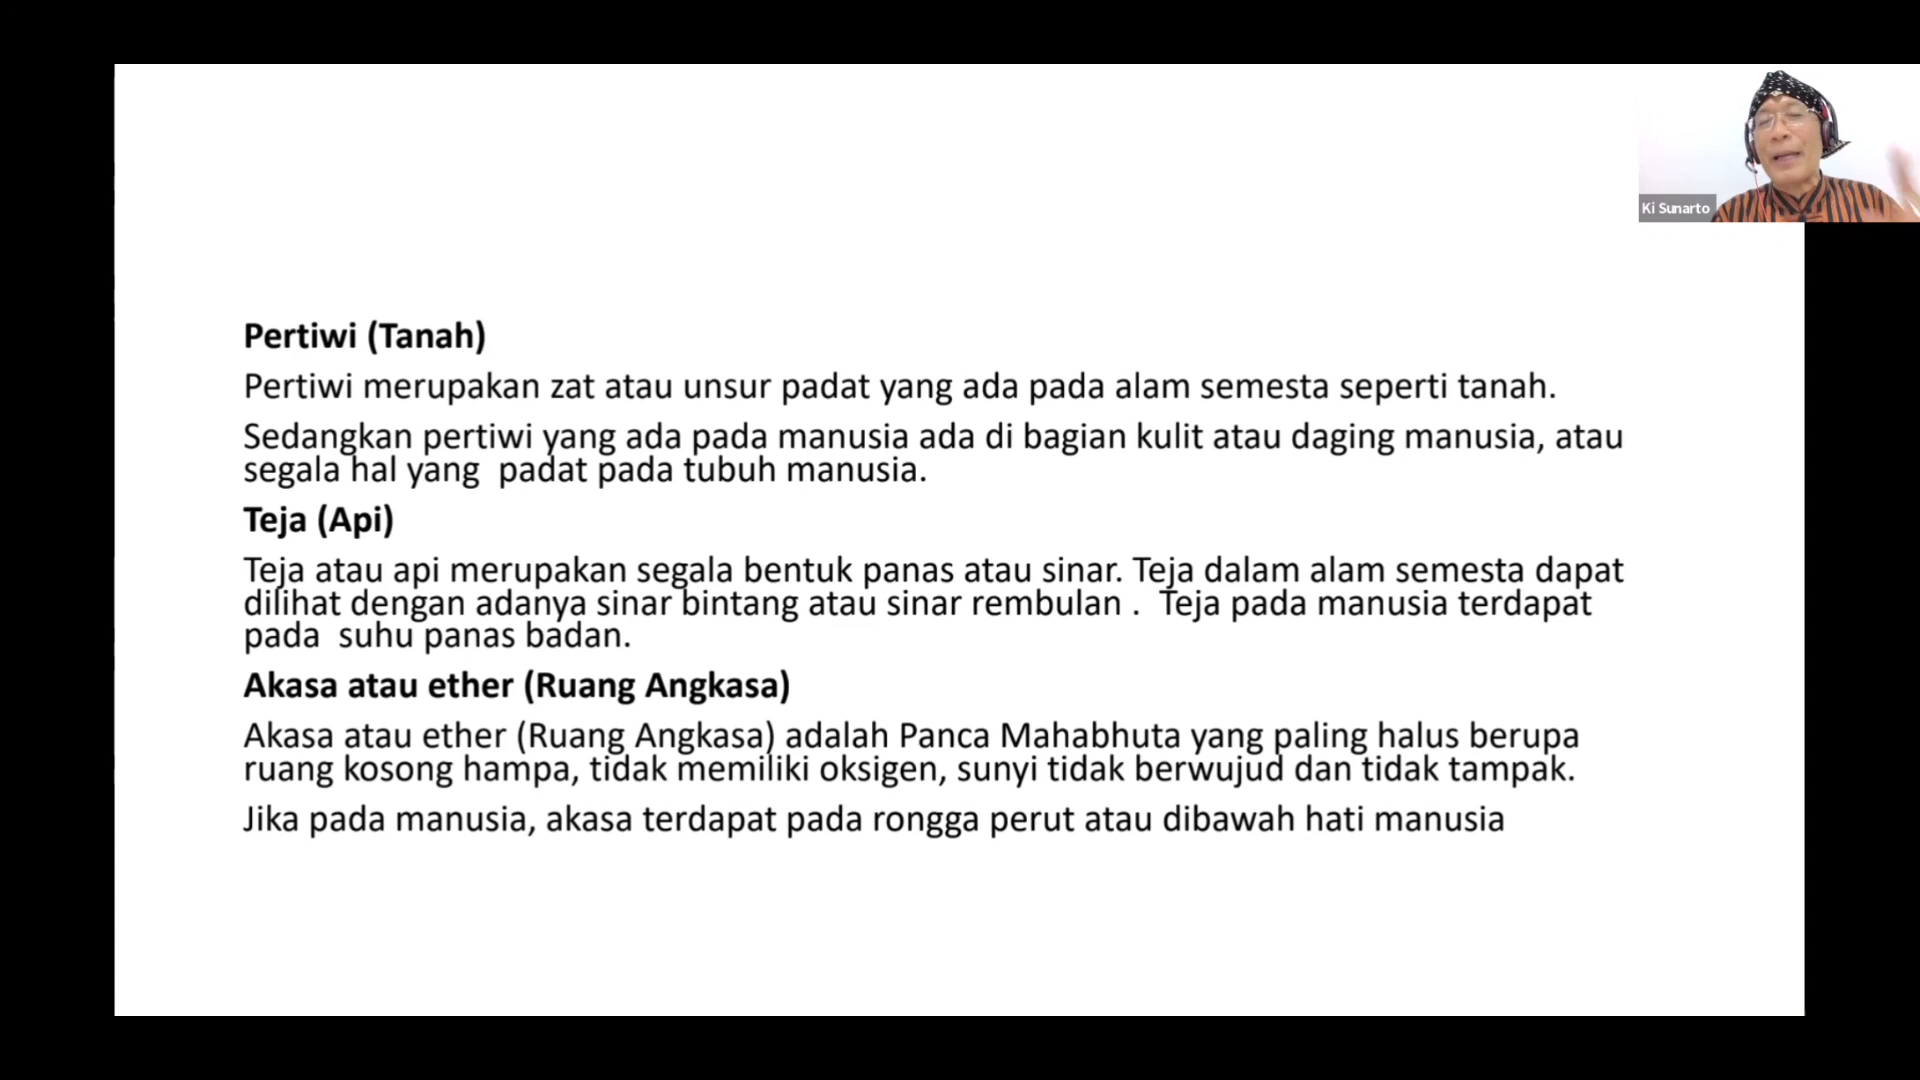 Ki Sunarto
Pertiwi (Tanah)
Pertiwi merupakan zat atau unsur padat yang ada pada alam semesta seperti tanah.
Sedangkan pertiwi yang ada pada manusia ada di bagian kulit atau daging manusia, atau
segala hal yang  padat pada tubuh manusia.
Teja (Api)
Teja atau api merupakan segala bentuk panas atau sinar. Teja dalam alam semesta dapat
dilihat dengan adanya sinar bintang atau sinar rembulan .  Teja pada manusia terdapat
pada  suhu panas badan.
Akasa atau ether (Ruang Angkasa)
Akasa atau ether (Ruang Angkasa) adalah Panca Mahabhuta yang paling halus berupa
ruang kosong hampa, tidak memiliki oksigen, sunyi tidak berwujud dan tidak tampak.
Jika pada manusia, akasa terdapat pada rongga perut atau dibawah hati manusia